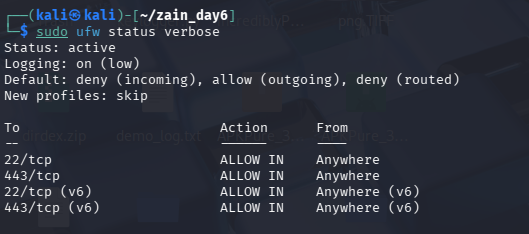 (kali㉿kali)-[~/zain_day6]
$ sudo ufw status verbose
Status: active
Logging: on (low)
Default: deny (incoming), allow (outgoing), deny (routed)
New profiles: skip
To Action From
-- ------ ----
22/tcp ALLOW IN Anywhere
443/tcp ALLOW IN Anywhere
22/tcp (v6) ALLOW IN Anywhere (v6)
443/tcp (v6) ALLOW IN Anywhere (v6)